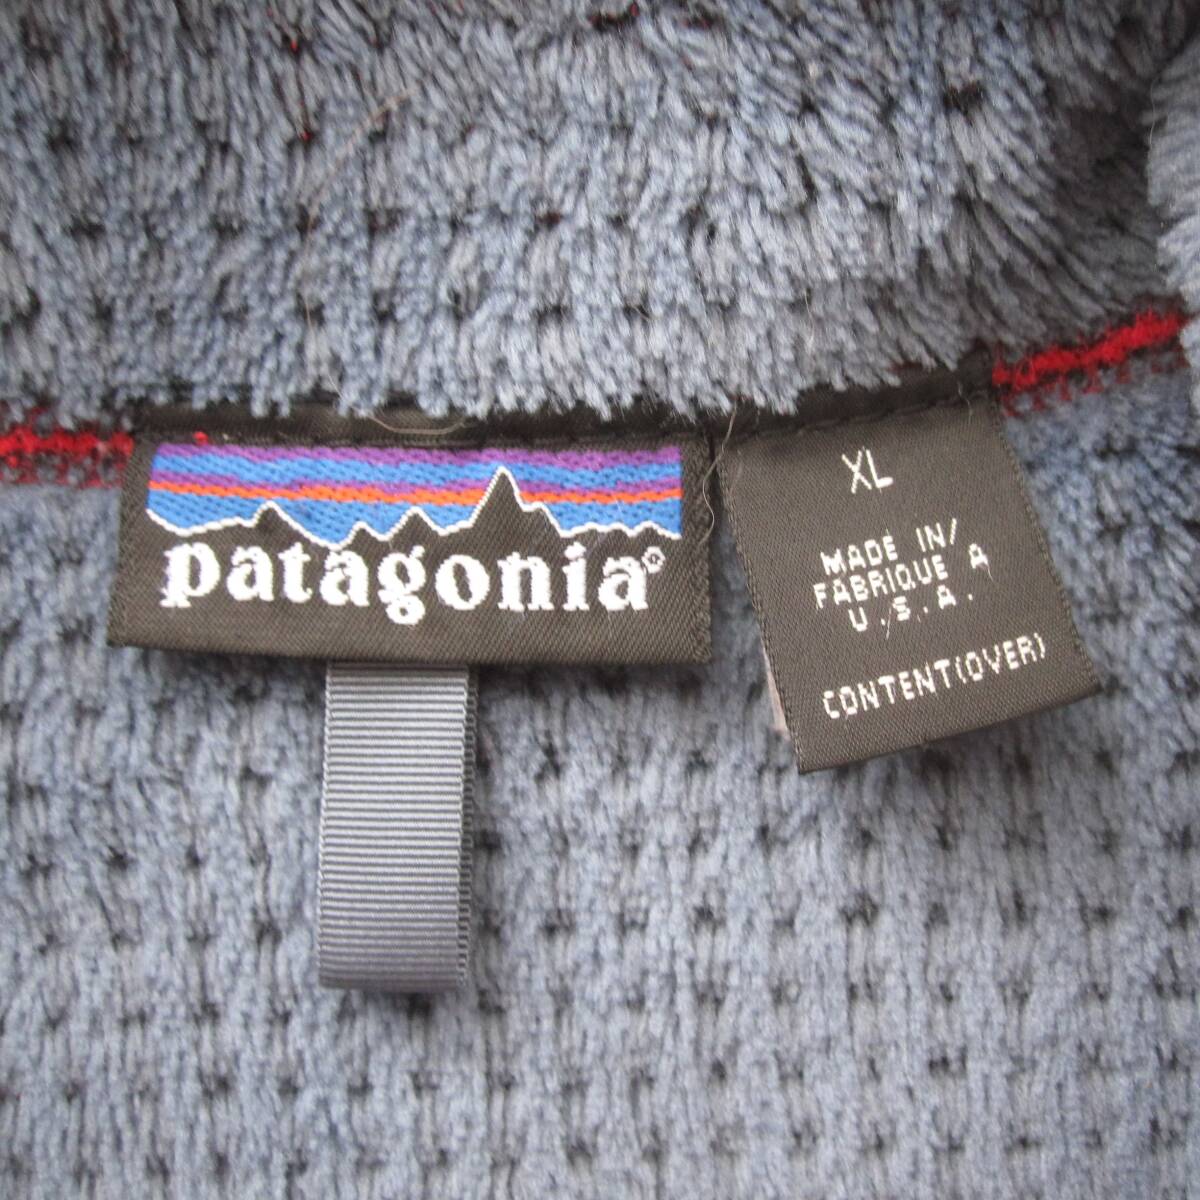 patagonia®
XL
MADE IN/
FABRIQUE A
U.S.A.
CONTENT(OVER)